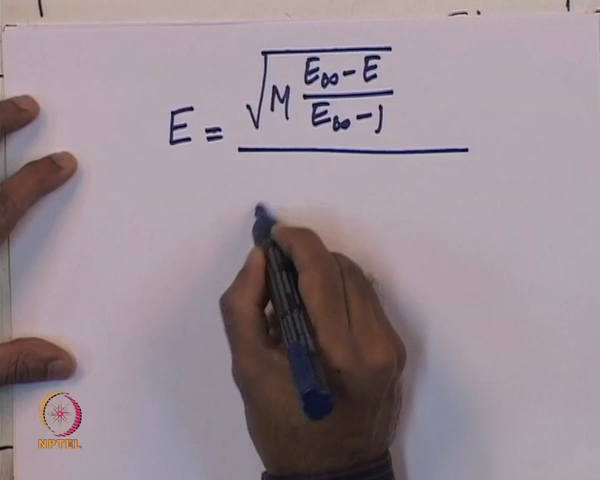 E = √(M (E∞ − E)/(E∞ − 1))
NPTEL